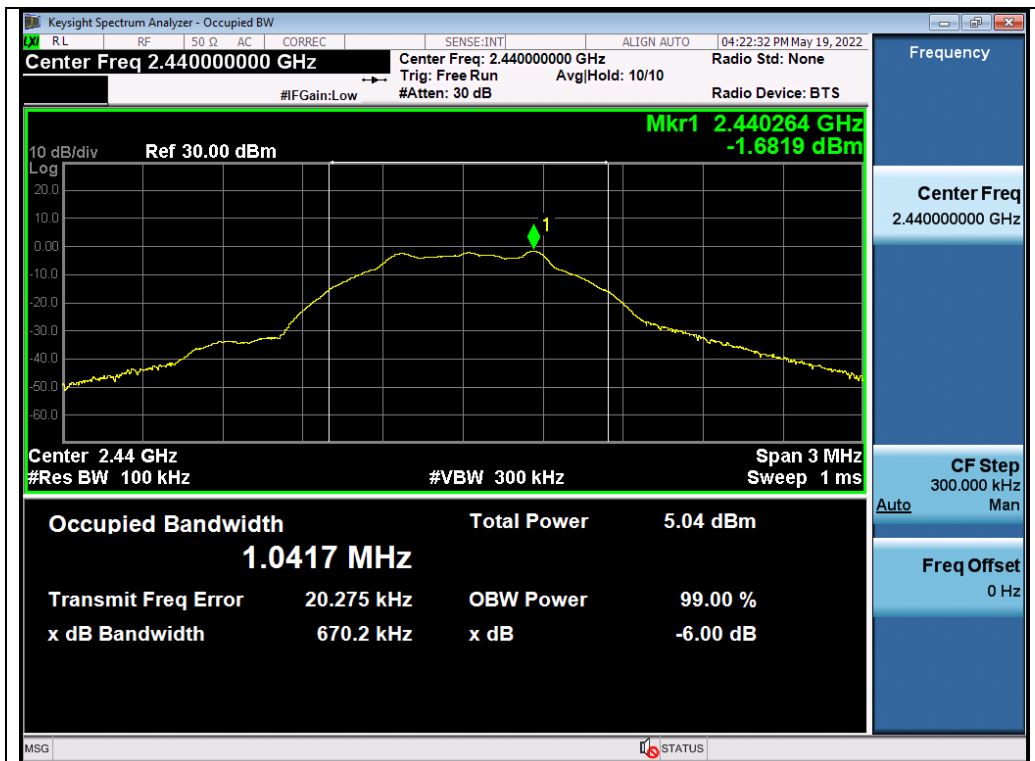 Keysight Spectrum Analyzer - Occupied BW
LXI RL RF 50 Ω AC CORREC SENSE:INT ALIGN AUTO 04:22:32 PM May 19, 2022
Center Freq 2.440000000 GHz
#IFGain:Low
Center Freq: 2.440000000 GHz
Trig: Free Run Avg|Hold: 10/10
#Atten: 30 dB
Radio Std: None
Radio Device: BTS
Mkr1 2.440264 GHz
-1.6819 dBm
10 dB/div Ref 30.00 dBm
Log
20.0
10.0
0.00
-10.0
-20.0
-30.0
-40.0
-50.0
-60.0
1
Center 2.44 GHz Span 3 MHz
#Res BW 100 kHz #VBW 300 kHz Sweep 1 ms
Occupied Bandwidth Total Power 5.04 dBm
1.0417 MHz
Transmit Freq Error 20.275 kHz OBW Power 99.00 %
x dB Bandwidth 670.2 kHz x dB -6.00 dB
Frequency
Center Freq
2.440000000 GHz
CF Step
300.000 kHz
Auto Man
Freq Offset
0 Hz
MSG STATUS